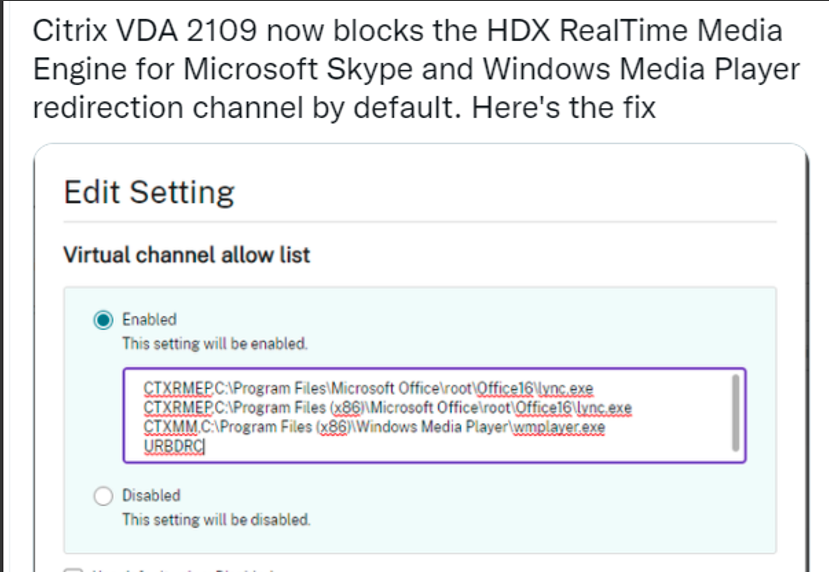 Citrix VDA 2109 now blocks the HDX RealTime Media
Engine for Microsoft Skype and Windows Media Player
redirection channel by default. Here's the fix
Edit Setting
Virtual channel allow list
Enabled
This setting will be enabled.
CTXRMEP,C:\Program Files\Microsoft Office\root\Office16\lync.exe
CTXRMEP,C:\Program Files (x86)\Microsoft Office\root\Office16\lync.exe
CTXMM,C:\Program Files (x86)\Windows Media Player\wmplayer.exe
URBDRC
Disabled
This setting will be disabled.